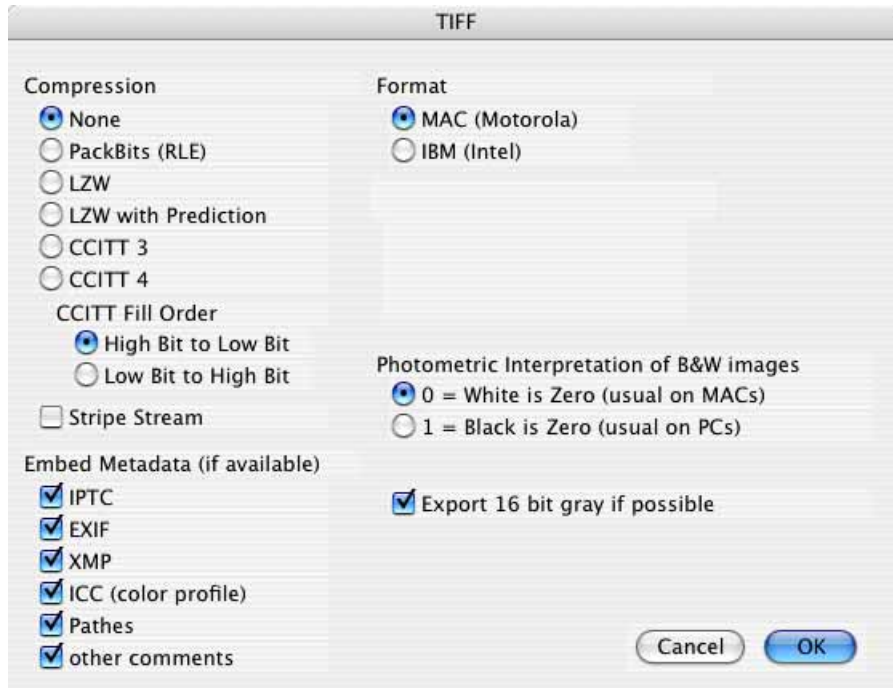 TIFF
Compression
None
PackBits (RLE)
LZW
LZW with Prediction
CCITT 3
CCITT 4
CCITT Fill Order
High Bit to Low Bit
Low Bit to High Bit
Stripe Stream
Embed Metadata (if available)
IPTC
EXIF
XMP
ICC (color profile)
Pathes
other comments
Format
MAC (Motorola)
IBM (Intel)
Photometric Interpretation of B&W images
0 = White is Zero (usual on MACs)
1 = Black is Zero (usual on PCs)
Export 16 bit gray if possible
Cancel
OK